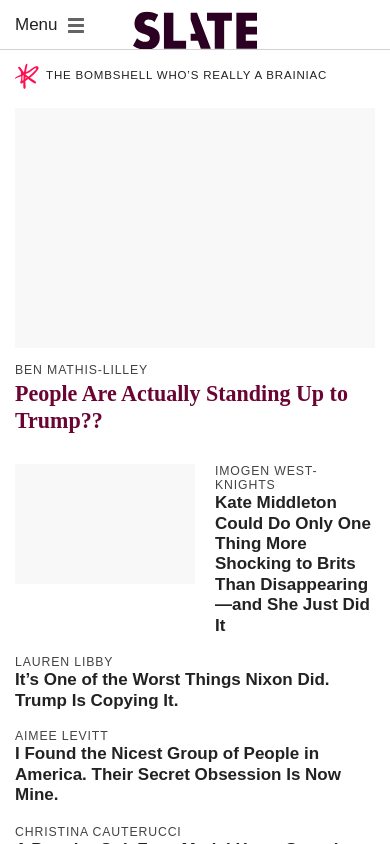 Menu
SLATE
THE BOMBSHELL WHO’S REALLY A BRAINIAC
BEN MATHIS-LILLEY
People Are Actually Standing Up to
Trump??
IMOGEN WEST-
KNIGHTS
Kate Middleton
Could Do Only One
Thing More
Shocking to Brits
Than Disappearing
—and She Just Did
It
LAUREN LIBBY
It’s One of the Worst Things Nixon Did.
Trump Is Copying It.
AIMEE LEVITT
I Found the Nicest Group of People in
America. Their Secret Obsession Is Now
Mine.
CHRISTINA CAUTERUCCI